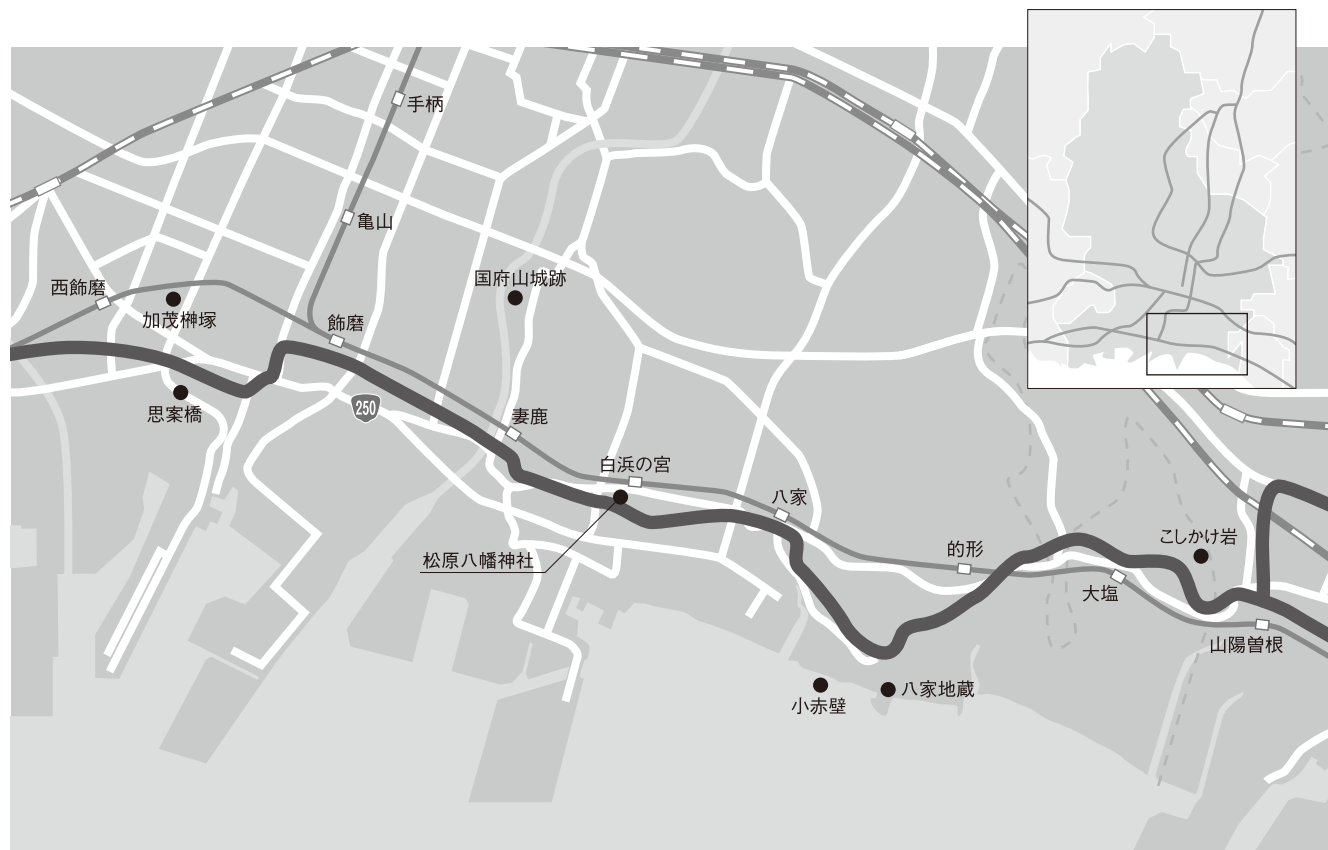 手柄
亀山
西飾磨
加茂榊塚
飾磨
国府山城跡
思案橋
250
妻鹿
白浜の宮
八家
松原八幡神社
的形
こしかけ岩
大塩
山陽曽根
小赤壁
八家地蔵